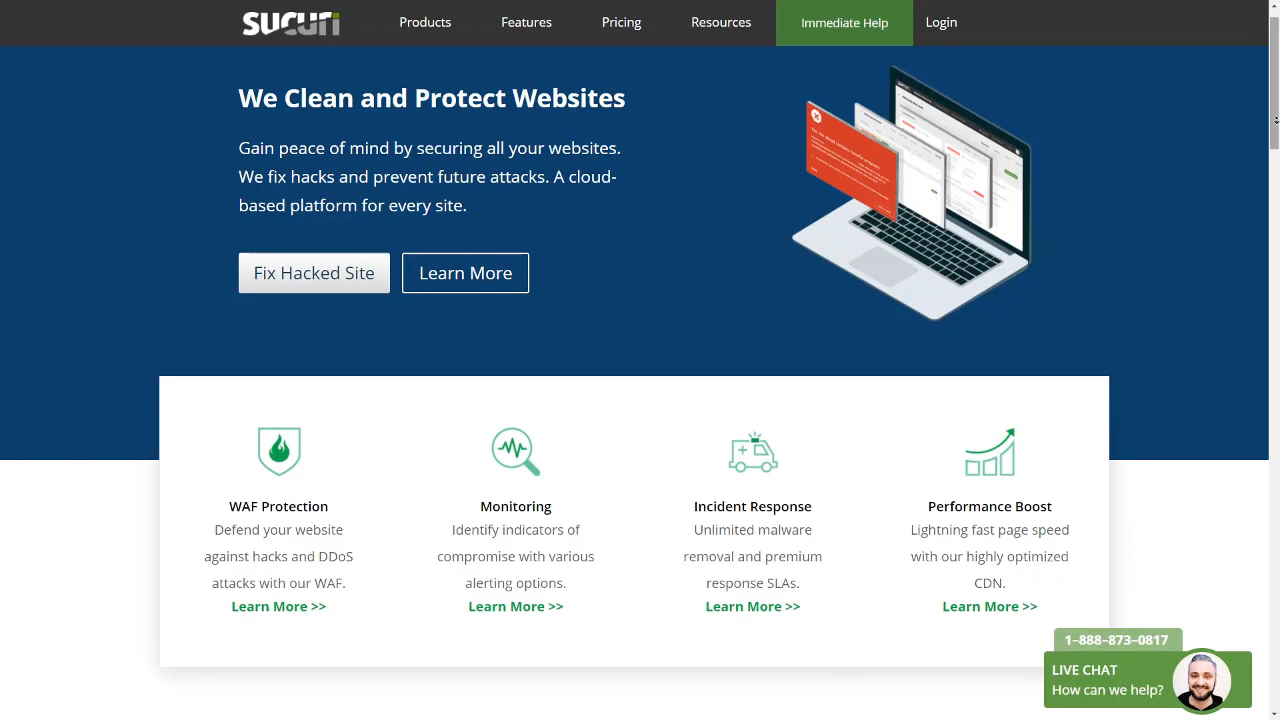 sucuri
Products
Features
Pricing
Resources
Immediate Help
Login
We Clean and Protect Websites
Gain peace of mind by securing all your websites.
We fix hacks and prevent future attacks. A cloud-
based platform for every site.
Fix Hacked Site
Learn More
WAF Protection
Defend your website
against hacks and DDoS
attacks with our WAF.
Learn More >>
Monitoring
Identify indicators of
compromise with various
alerting options.
Learn More >>
Incident Response
Unlimited malware
removal and premium
response SLAs.
Learn More >>
Performance Boost
Lightning fast page speed
with our highly optimized
CDN.
Learn More >>
1–888–873–0817
LIVE CHAT
How can we help?